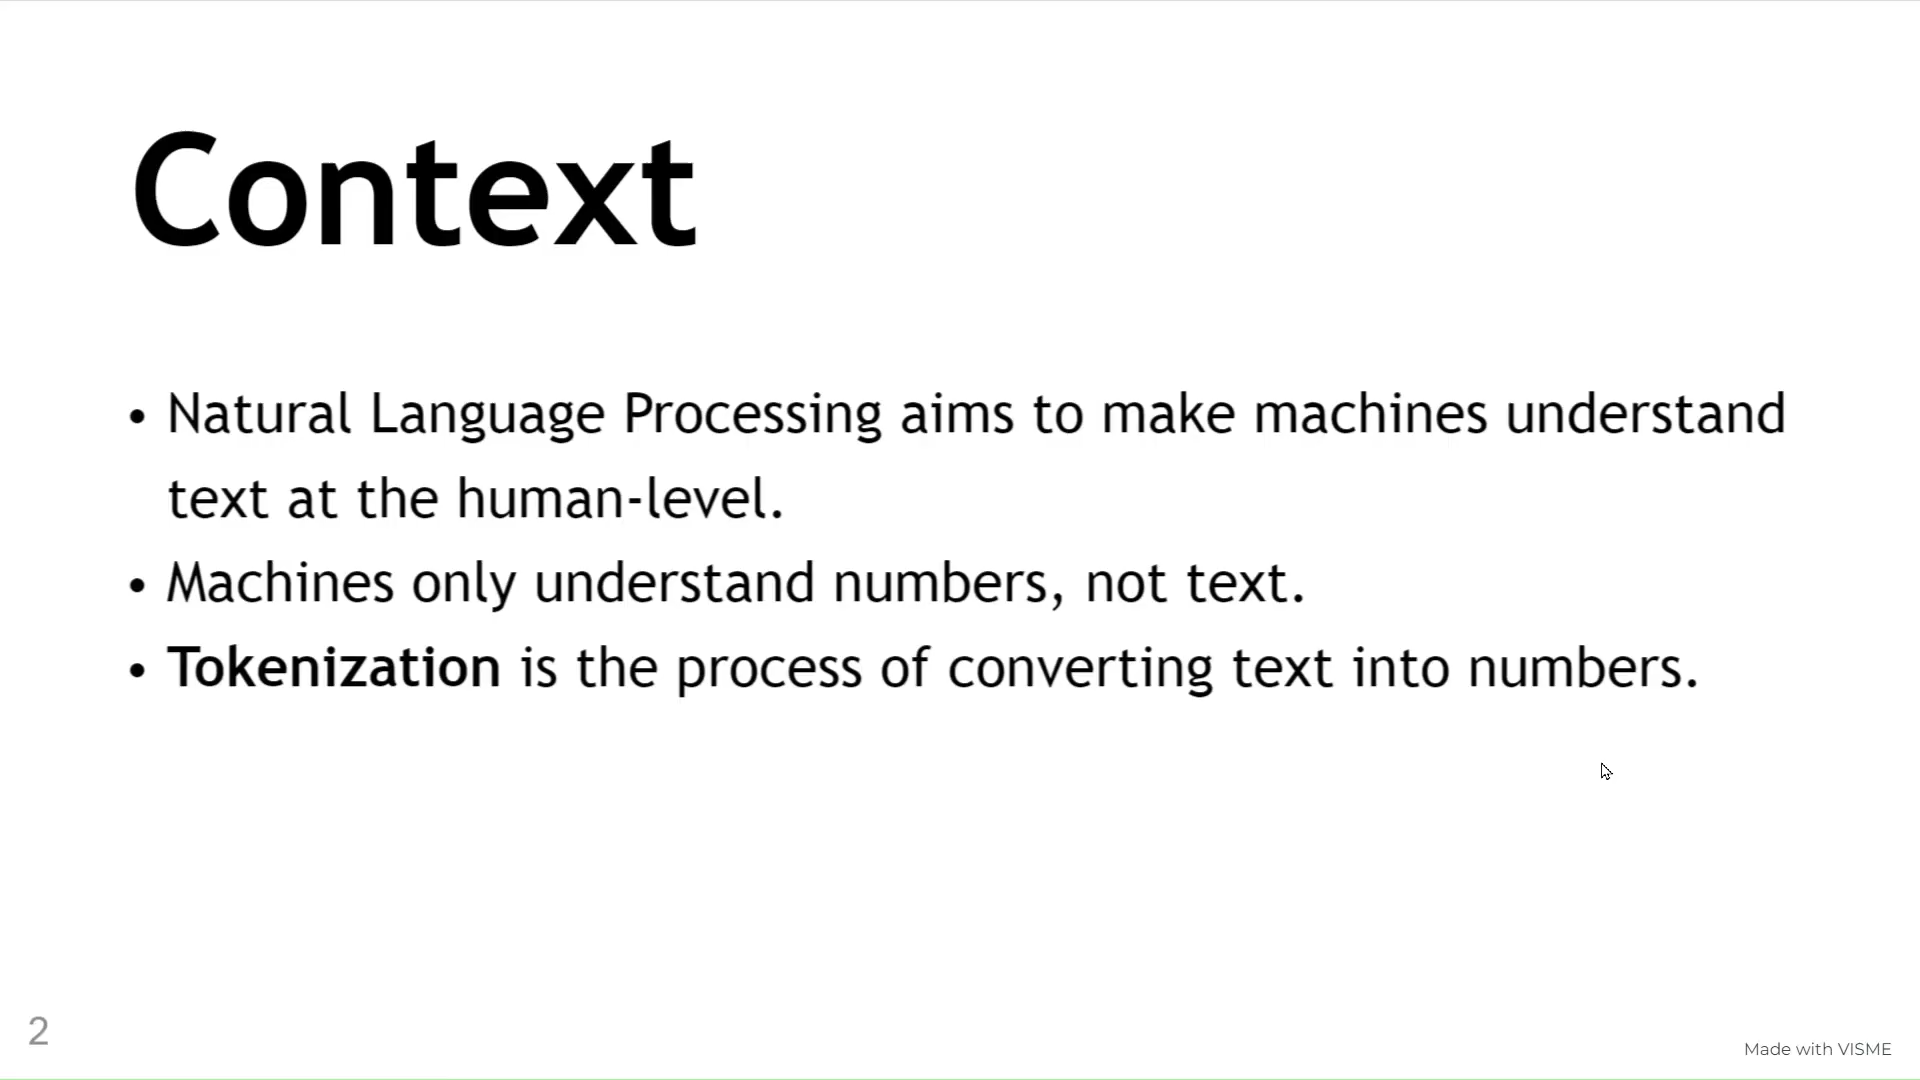 Context
• Natural Language Processing aims to make machines understand
text at the human-level.
• Machines only understand numbers, not text.
• Tokenization is the process of converting text into numbers.
2
Made with VISME